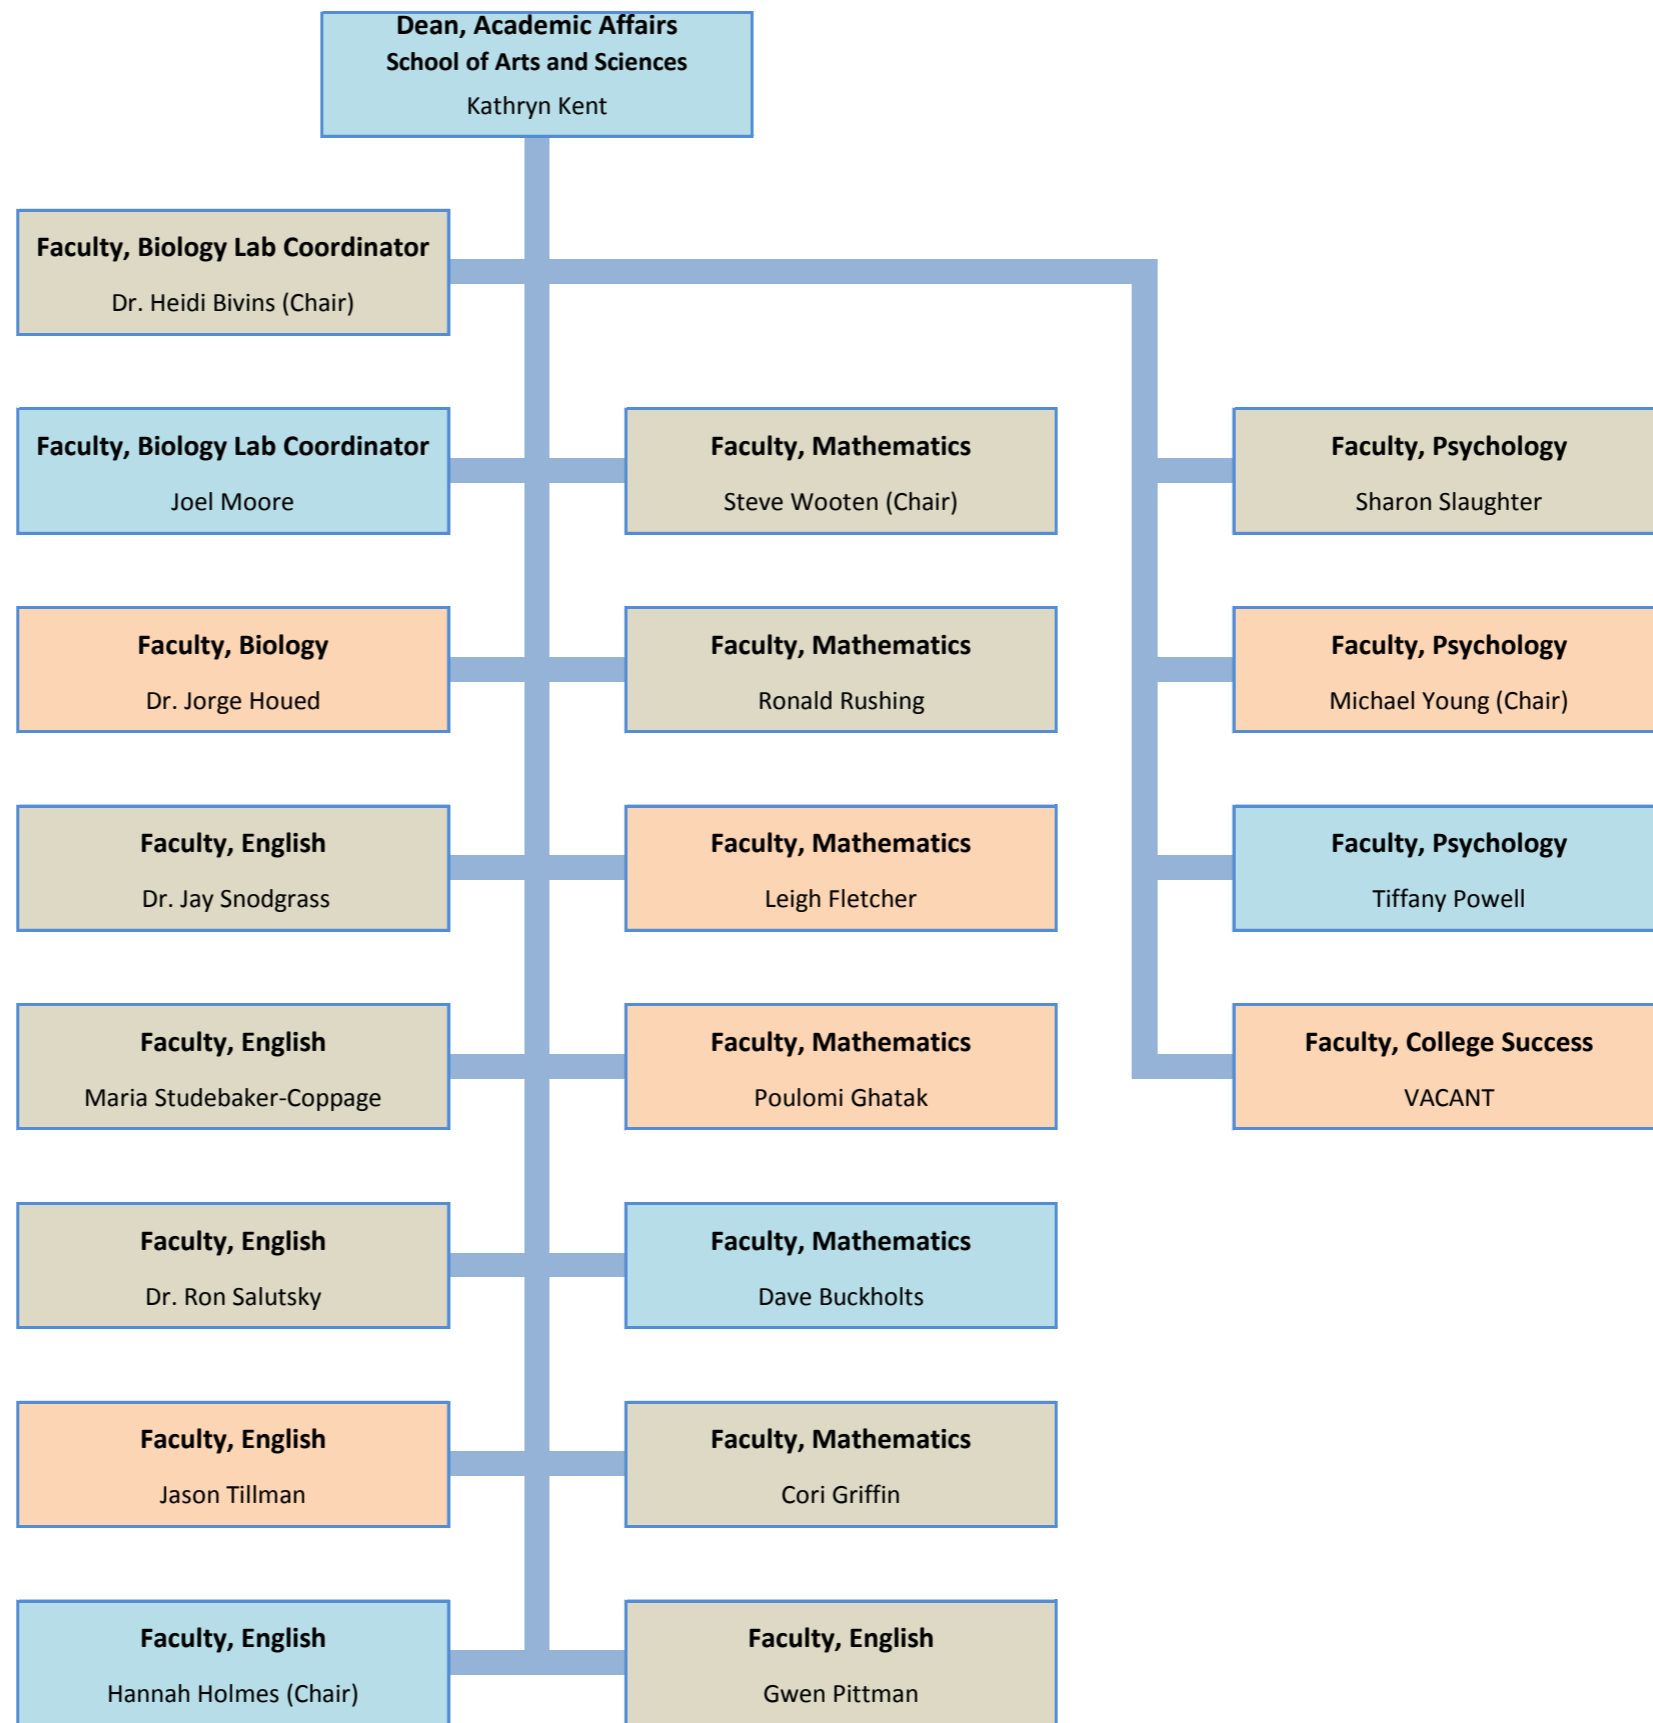 Dean, Academic Affairs
School of Arts and Sciences
Kathryn Kent
Faculty, Biology Lab Coordinator
Dr. Heidi Bivins (Chair)
Faculty, Biology Lab Coordinator
Joel Moore
Faculty, Mathematics
Steve Wooten (Chair)
Faculty, Psychology
Sharon Slaughter
Faculty, Biology
Dr. Jorge Houed
Faculty, Mathematics
Ronald Rushing
Faculty, Psychology
Michael Young (Chair)
Faculty, English
Dr. Jay Snodgrass
Faculty, Mathematics
Leigh Fletcher
Faculty, Psychology
Tiffany Powell
Faculty, English
Maria Studebaker-Coppage
Faculty, Mathematics
Poulomi Ghatak
Faculty, College Success
VACANT
Faculty, English
Dr. Ron Salutsky
Faculty, Mathematics
Dave Buckholts
Faculty, English
Jason Tillman
Faculty, Mathematics
Cori Griffin
Faculty, English
Hannah Holmes (Chair)
Faculty, English
Gwen Pittman